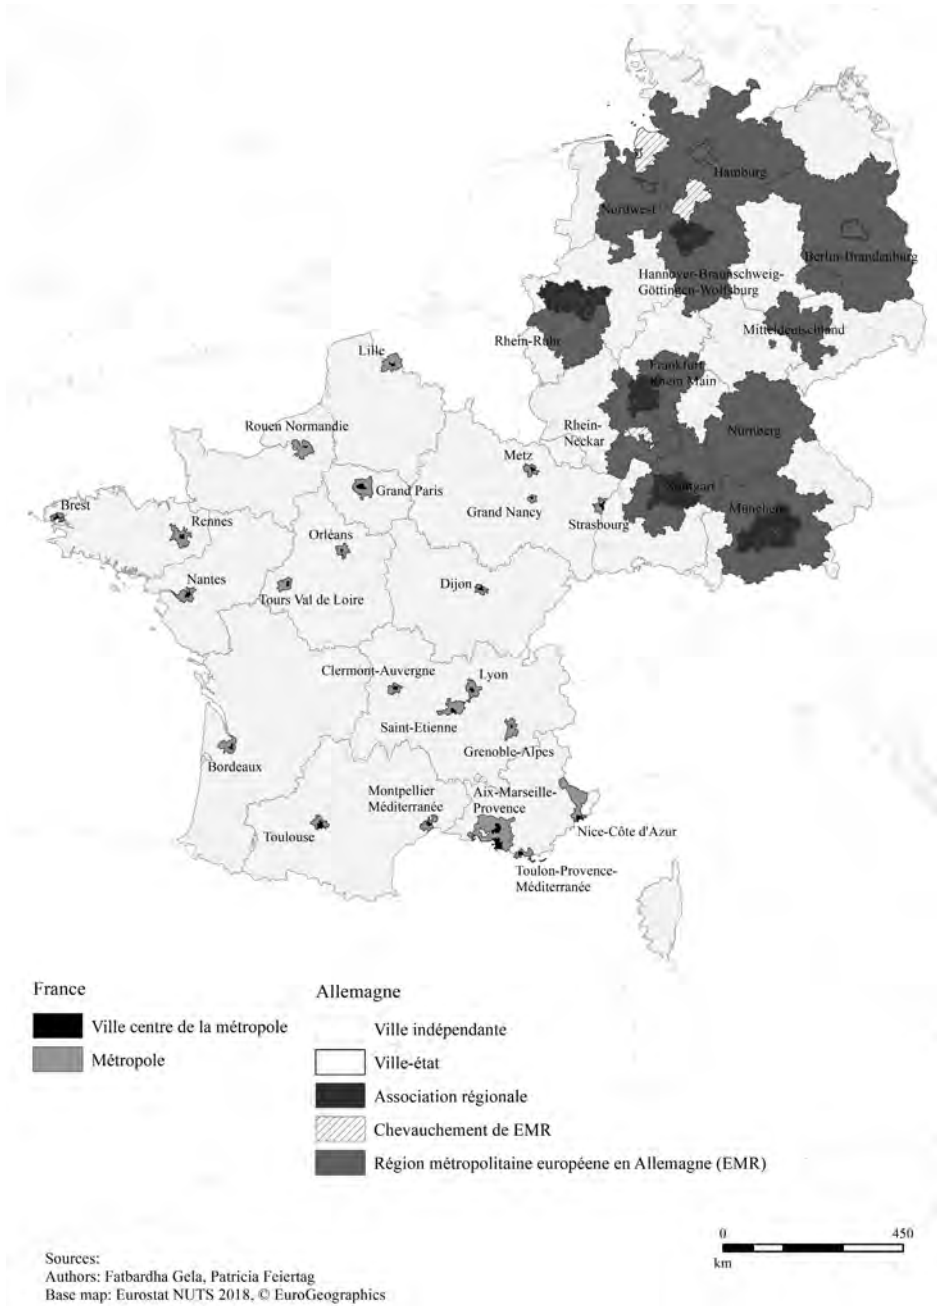 Hamburg
Nordwest
Berlin-Brandenburg
Hannover-Braunschweig-
Göttingen-Wolfsburg
Mitteldeutschland
Rhein-Ruhr
Lille
Frankfurt
Rhein Main
Rouen Normandie
Rhein-
Neckar
Nürnberg
Metz
Grand Paris
Stuttgart
Brest
Grand Nancy
Strasbourg
München
Rennes
Orléans
Nantes
Dijon
Tours Val de Loire
Clermont-Auvergne
Lyon
Saint-Etienne
Grenoble-Alpes
Bordeaux
Montpellier
Méditerranée
Aix-Marseille-
Provence
Toulouse
Nice-Côte d'Azur
Toulon-Provence-
Méditerranée
France
Ville centre de la métropole
Métropole
Allemagne
Ville indépendante
Ville-état
Association régionale
Chevauchement de EMR
Région métropolitaine européene en Allemagne (EMR)
0 450
km
Sources:
Authors: Fatbardha Gela, Patricia Feiertag
Base map: Eurostat NUTS 2018, © EuroGeographics